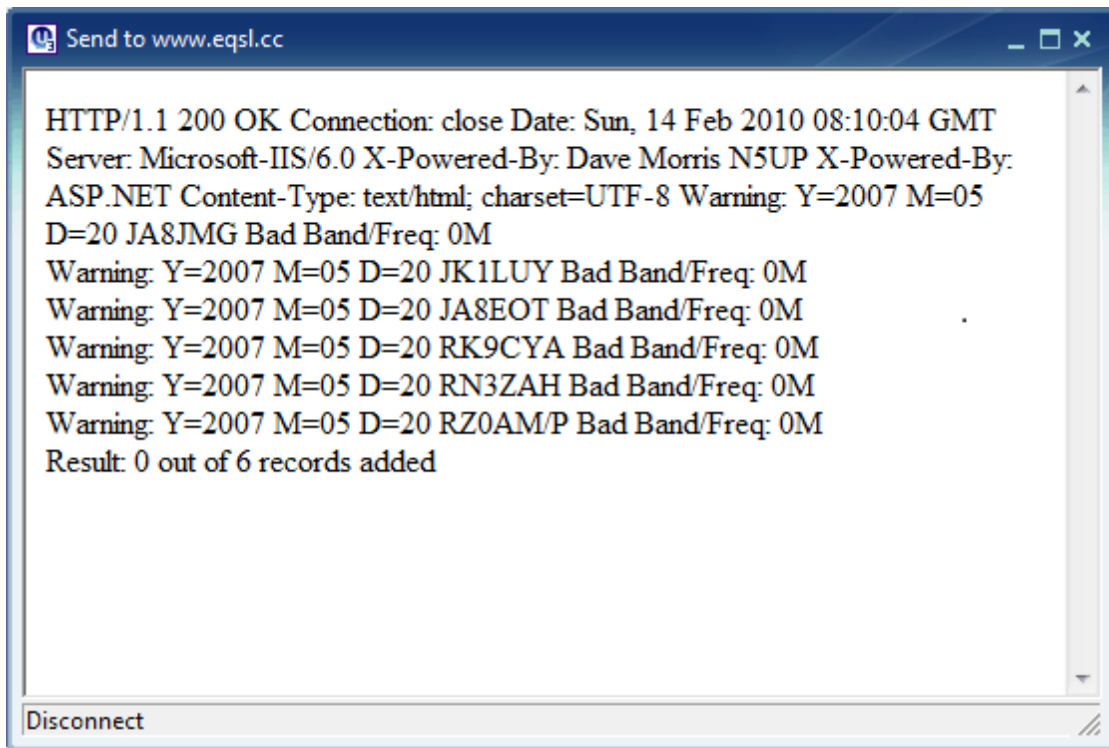 Send to www.eqsl.cc
HTTP/1.1 200 OK Connection: close Date: Sun, 14 Feb 2010 08:10:04 GMT
Server: Microsoft-IIS/6.0 X-Powered-By: Dave Morris N5UP X-Powered-By:
ASP.NET Content-Type: text/html; charset=UTF-8 Warning: Y=2007 M=05
D=20 JA8JMG Bad Band/Freq: 0M
Warning: Y=2007 M=05 D=20 JK1LUY Bad Band/Freq: 0M
Warning: Y=2007 M=05 D=20 JA8EOT Bad Band/Freq: 0M
Warning: Y=2007 M=05 D=20 RK9CYA Bad Band/Freq: 0M
Warning: Y=2007 M=05 D=20 RN3ZAH Bad Band/Freq: 0M
Warning: Y=2007 M=05 D=20 RZ0AM/P Bad Band/Freq: 0M
Result: 0 out of 6 records added
Disconnect